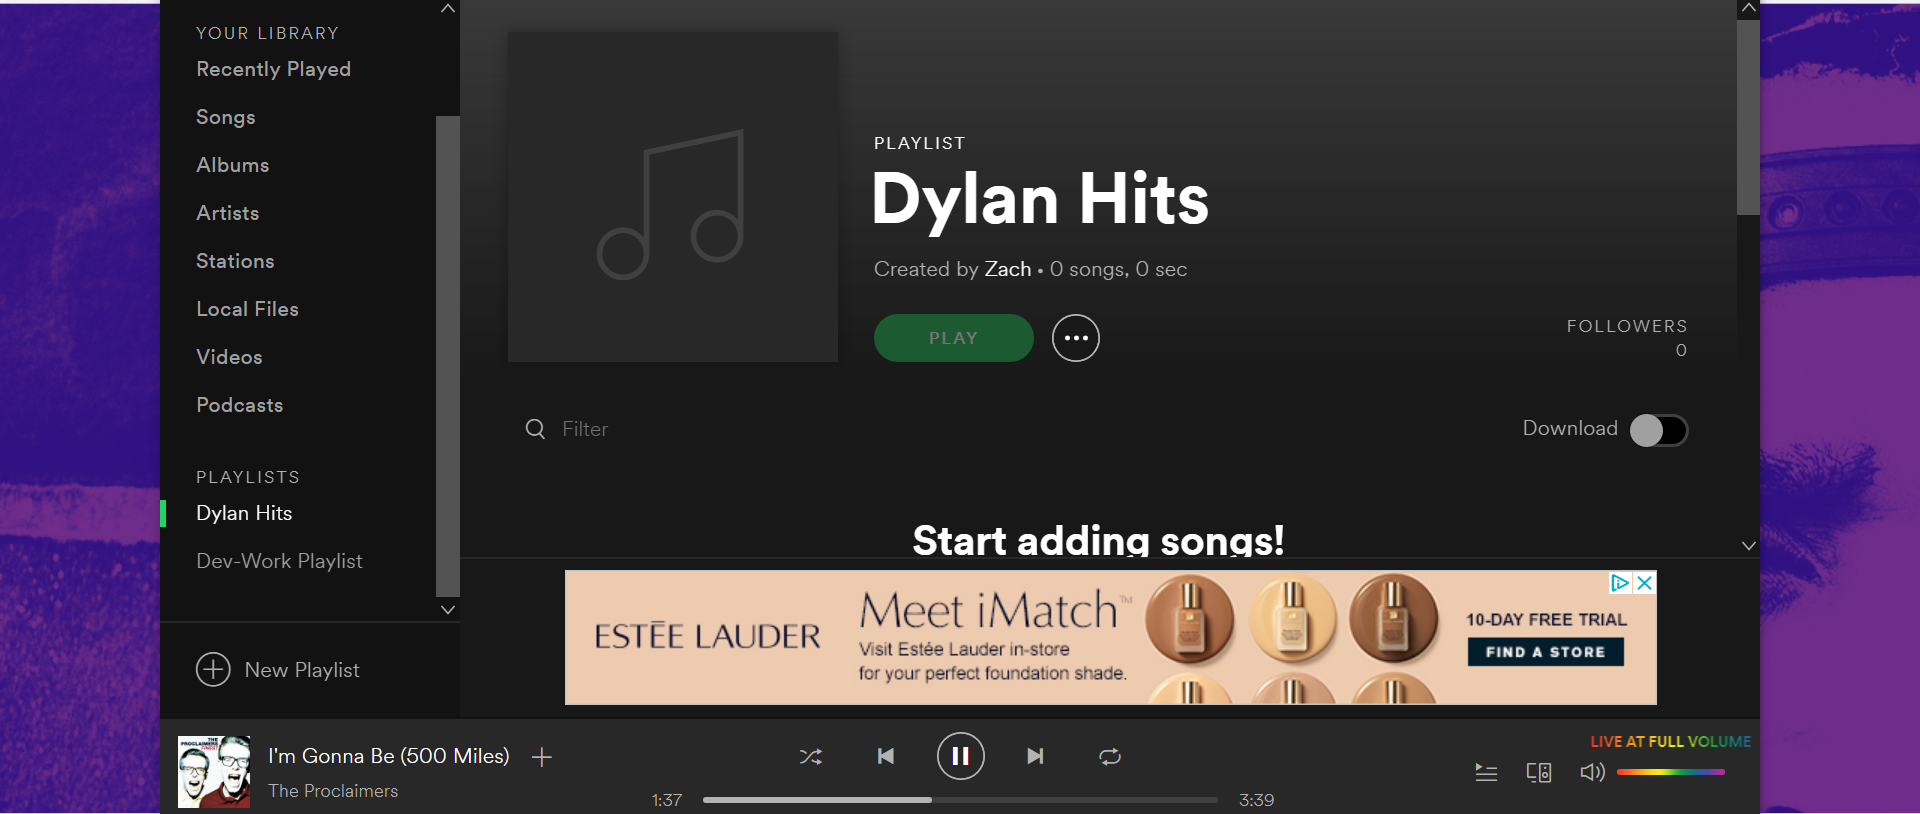 YOUR LIBRARY
Recently Played
Songs
Albums
Artists
Stations
Local Files
Videos
Podcasts
PLAYLISTS
Dylan Hits
Dev-Work Playlist
New Playlist
PLAYLIST
Dylan Hits
Created by Zach • 0 songs, 0 sec
PLAY
FOLLOWERS
0
Filter
Download
Start adding songs!
ESTĒE LAUDER
Meet iMatch™
Visit Estée Lauder in-store
for your perfect foundation shade.
10-DAY FREE TRIAL
FIND A STORE
THE
PROCLAIMERS
FINEST
I'm Gonna Be (500 Miles)
The Proclaimers
1:37
3:39
LIVE AT FULL VOLUME